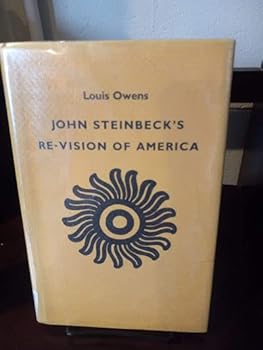 Louis Owens
JOHN STEINBECK'S
RE-VISION OF AMERICA